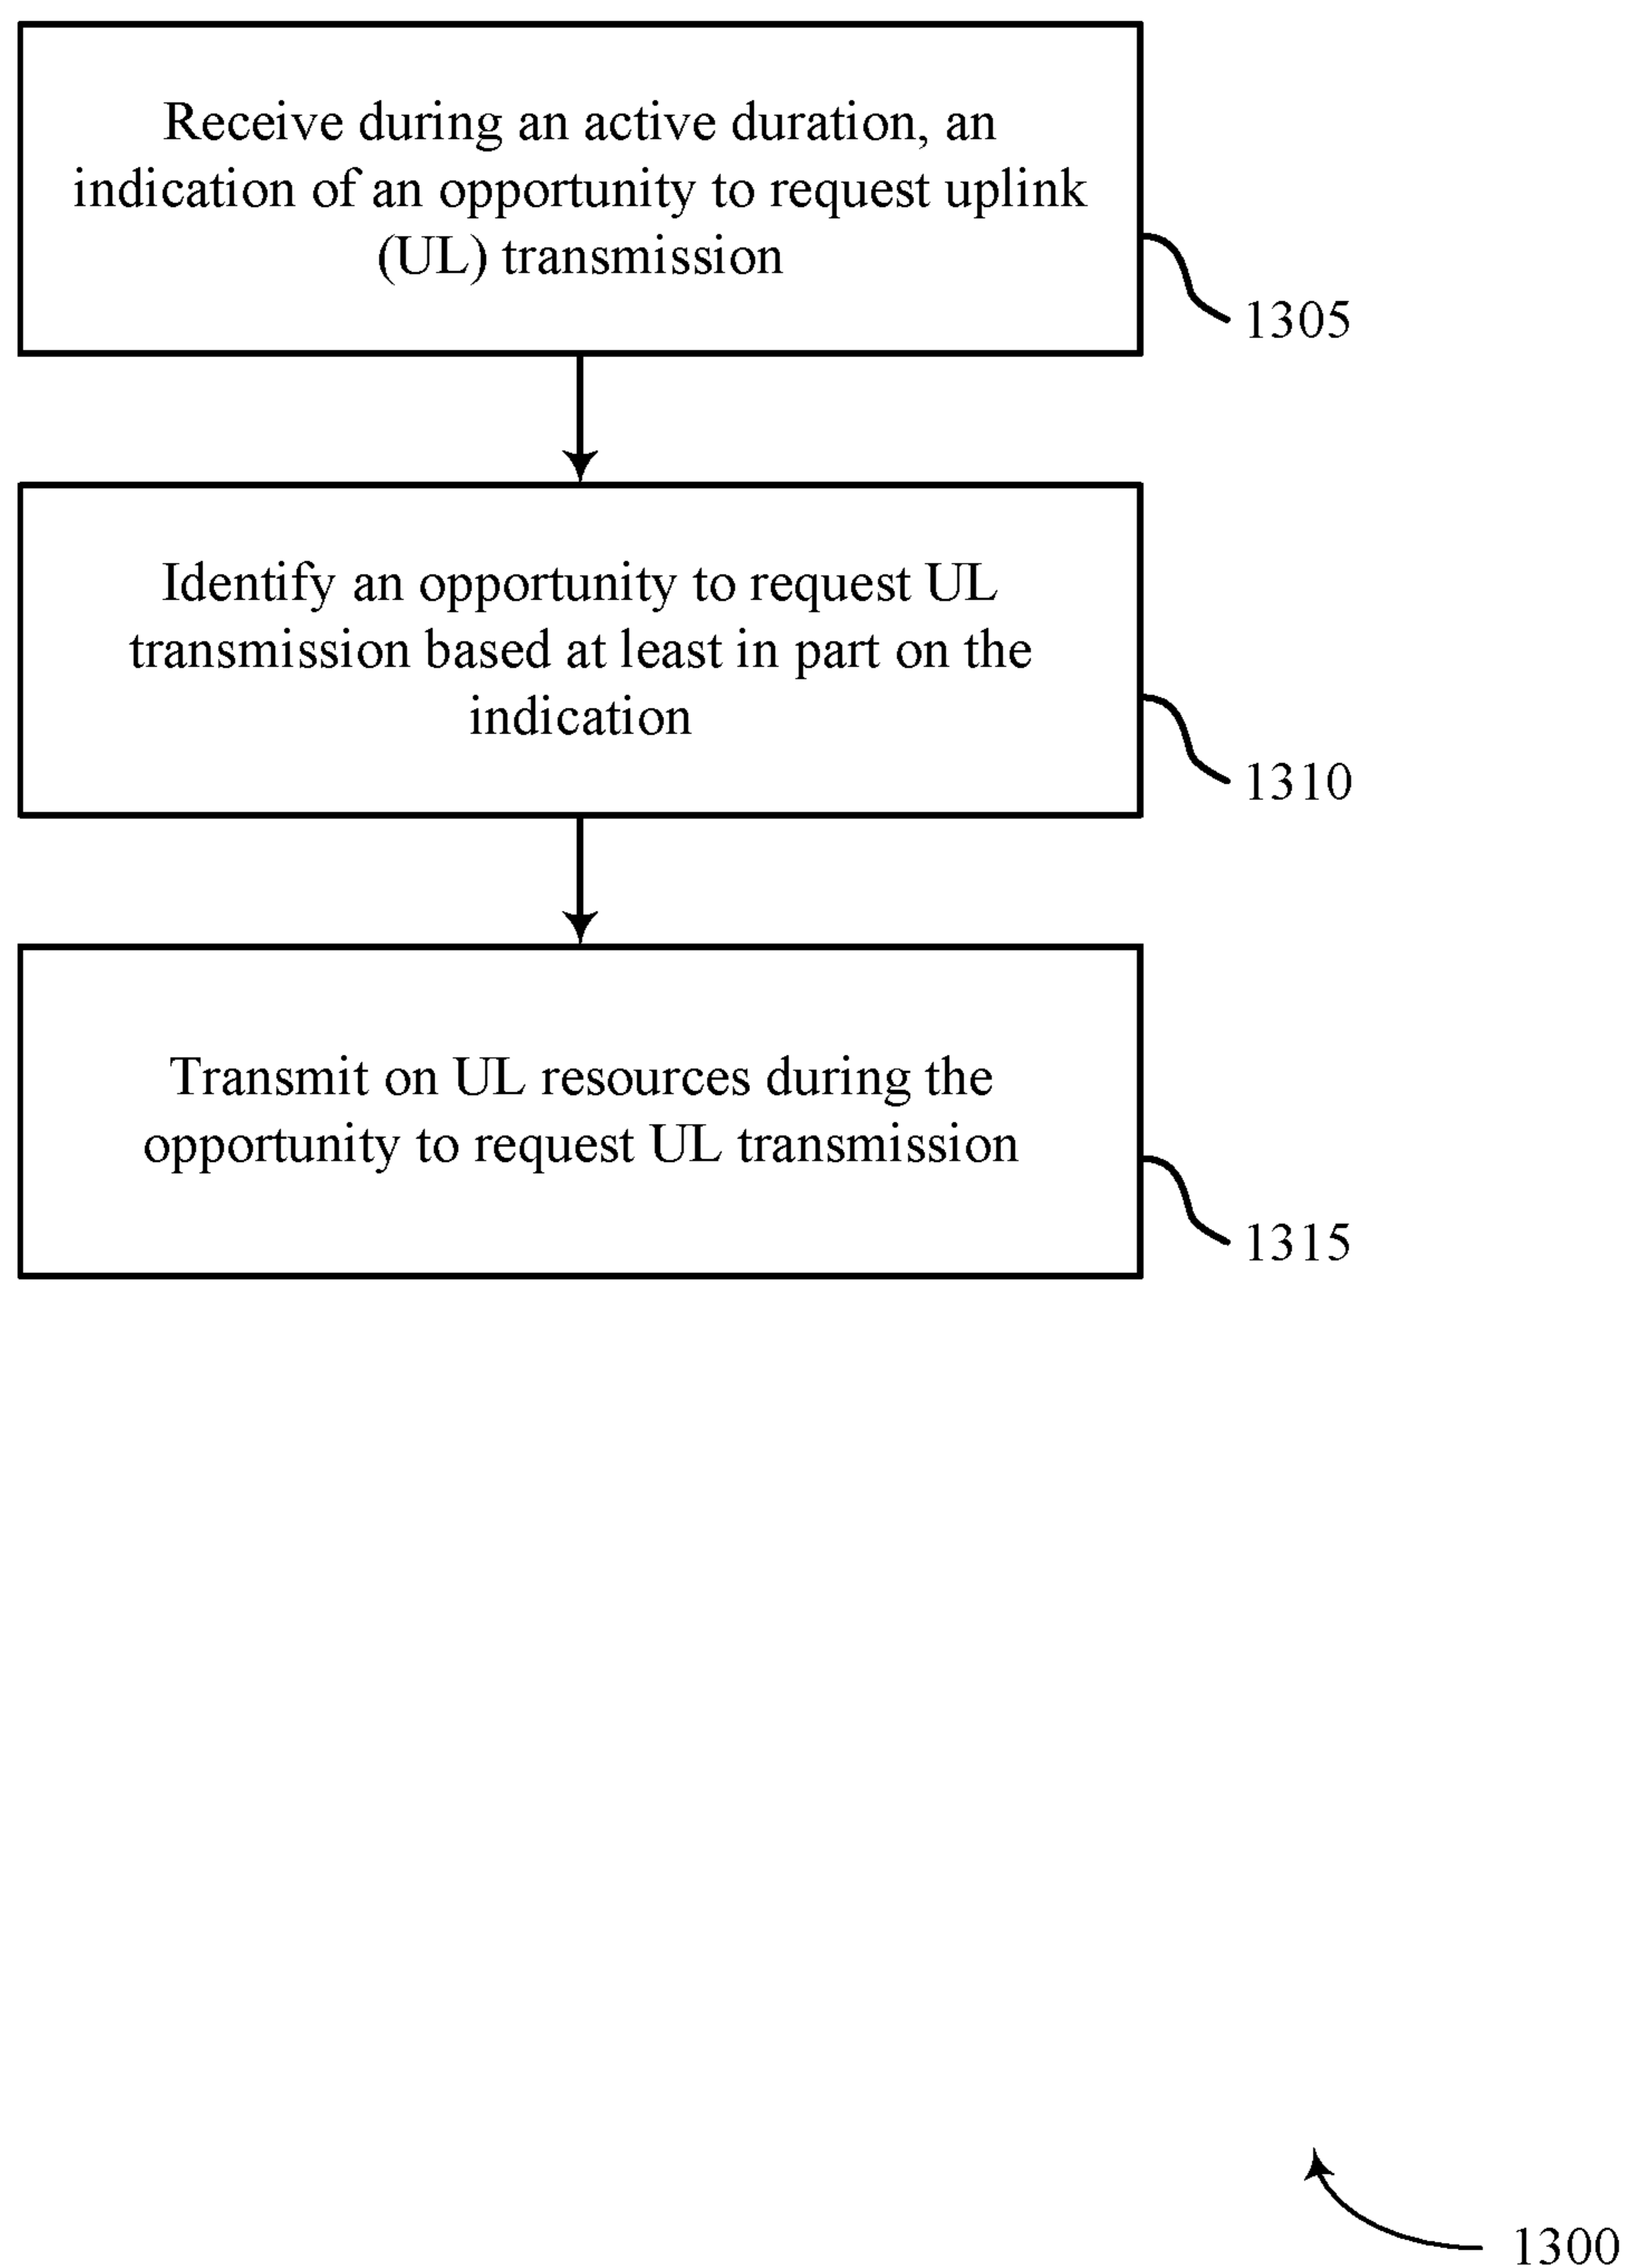 Receive during an active duration, an
indication of an opportunity to request uplink
(UL) transmission
1305
Identify an opportunity to request UL
transmission based at least in part on the
indication
1310
Transmit on UL resources during the
opportunity to request UL transmission
1315
1300